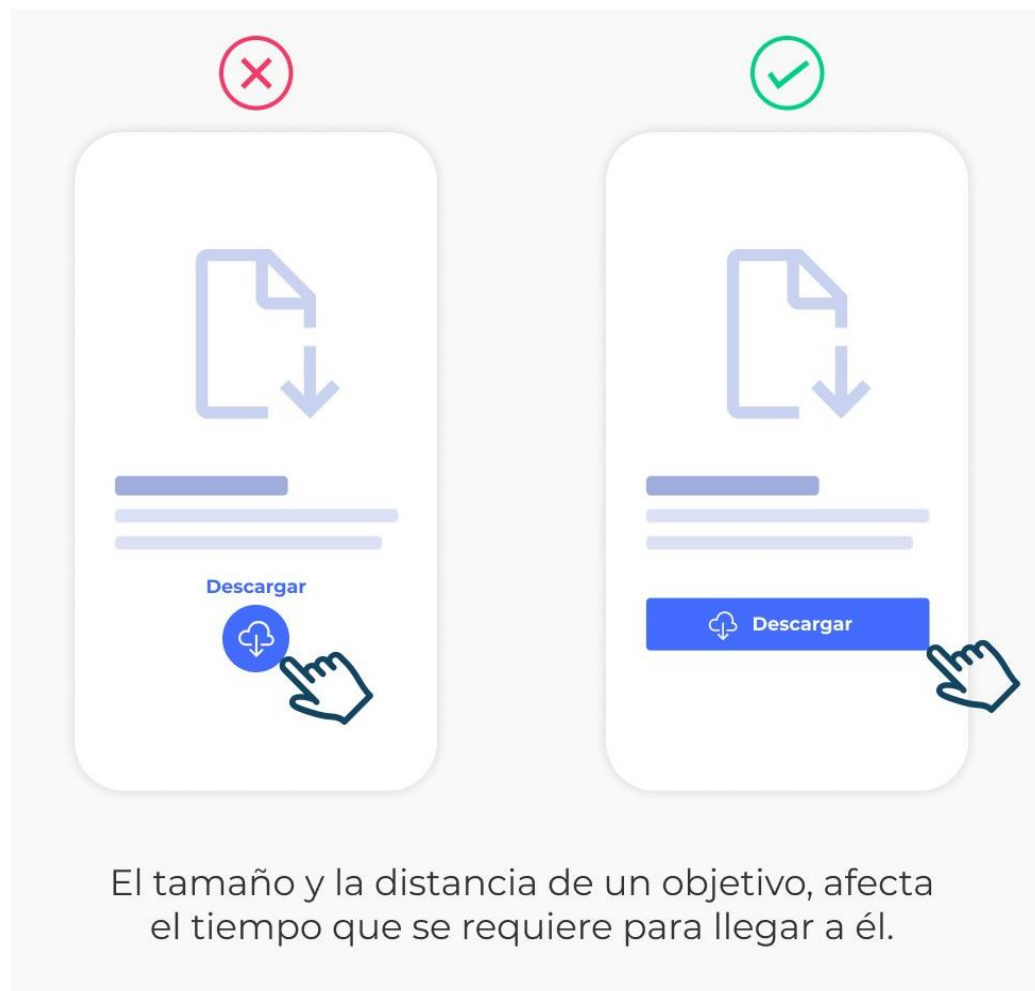 Descargar
Descargar
El tamaño y la distancia de un objetivo, afecta
el tiempo que se requiere para llegar a él.